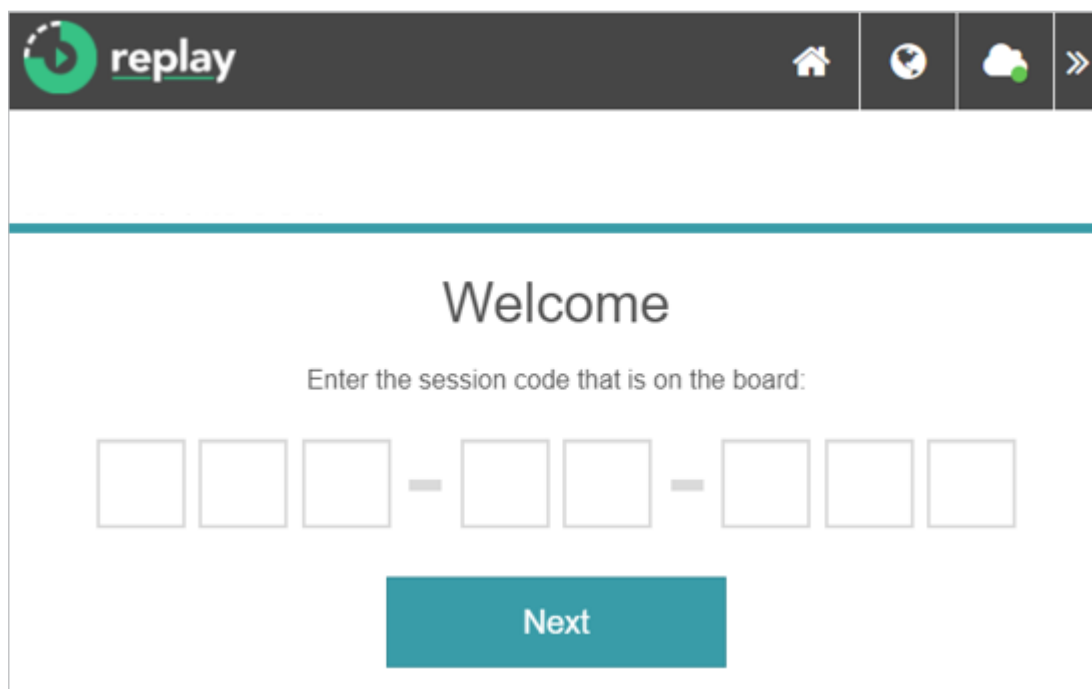 replay
Welcome
Enter the session code that is on the board:
Next